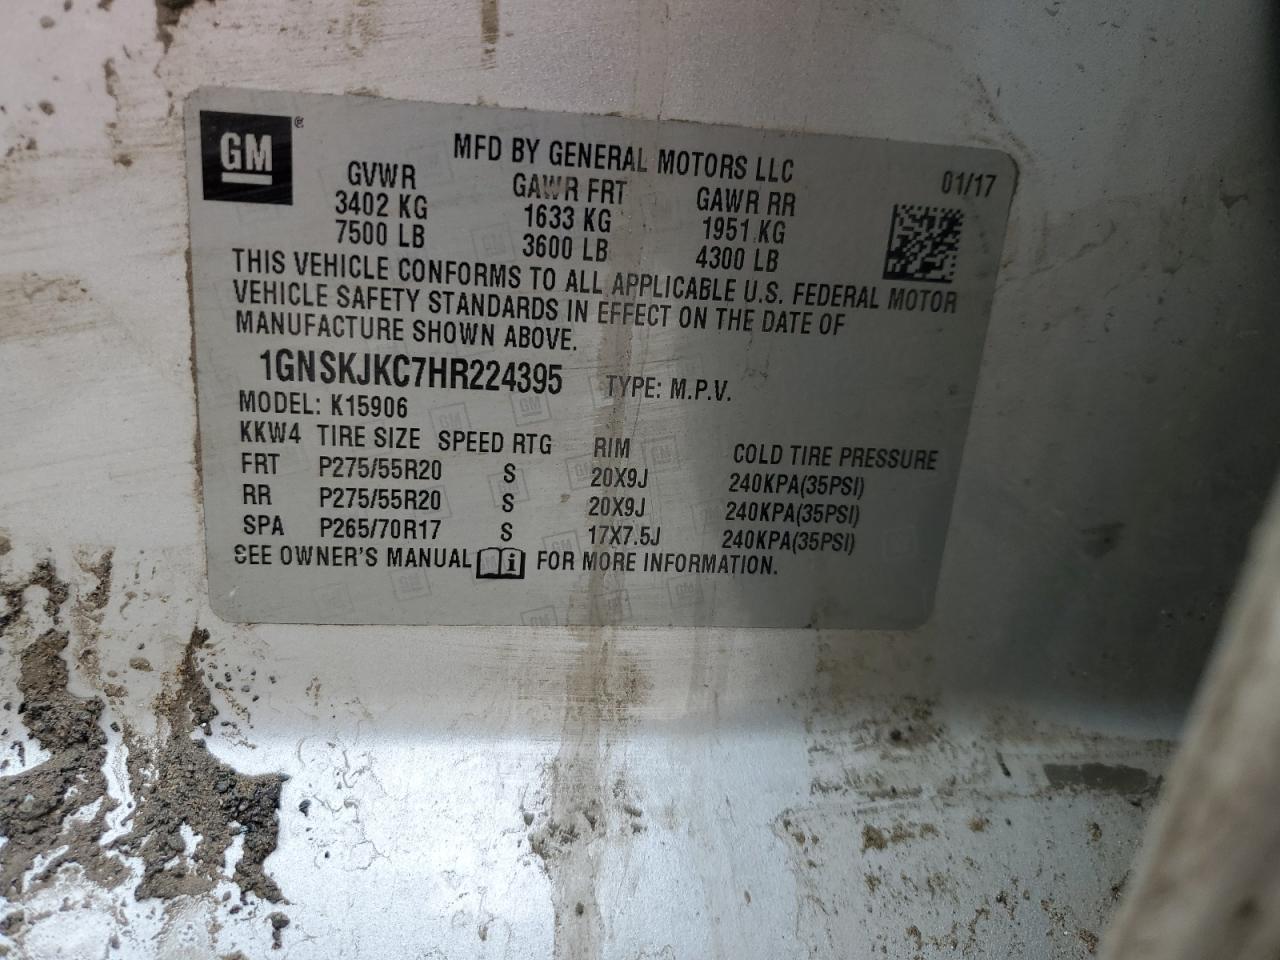 GM®
MFD BY GENERAL MOTORS LLC
01/17
GVWR GAWR FRT GAWR RR
3402 KG 1633 KG 1951 KG
7500 LB 3600 LB 4300 LB
THIS VEHICLE CONFORMS TO ALL APPLICABLE U.S. FEDERAL MOTOR
VEHICLE SAFETY STANDARDS IN EFFECT ON THE DATE OF
MANUFACTURE SHOWN ABOVE.
1GNSKJKC7HR224395 TYPE: M.P.V.
MODEL: K15906
KKW4 TIRE SIZE SPEED RTG RIM COLD TIRE PRESSURE
FRT P275/55R20 S 20X9J 240KPA(35PSI)
RR P275/55R20 S 20X9J 240KPA(35PSI)
SPA P265/70R17 S 17X7.5J 240KPA(35PSI)
SEE OWNER'S MANUAL i FOR MORE INFORMATION.